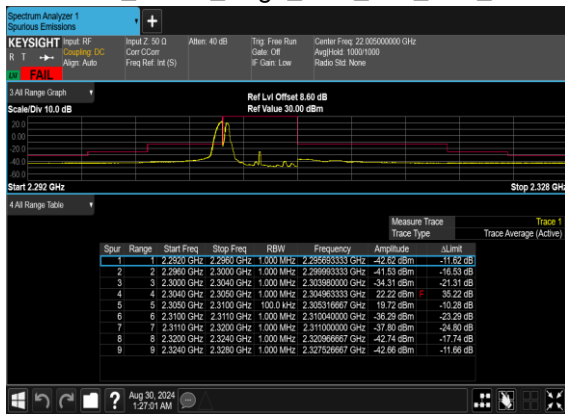 Spectrum Analyzer 1
Spurious Emissions
KEYSIGHT Input: RF Input Z: 50 Ω Atten: 40 dB Trig: Free Run Center Freq: 22.005000000 GHz
R T Coupling: DC Corr CCorr Gate: Off Avg|Hold: 1000/1000
Align: Auto Freq Ref: Int (S) IF Gain: Low Radio Std: None
FAIL
3 All Range Graph
Ref Lvl Offset 8.60 dB
Scale/Div 10.0 dB Ref Value 30.00 dBm
20.0
0.00
-20.0
-40.0
-60.0
Start 2.292 GHz Stop 2.328 GHz
4 All Range Table
Measure Trace Trace 1
Trace Type Trace Average (Active)
Spur Range Start Freq Stop Freq RBW Frequency Amplitude ΔLimit
1 1 2.2920 GHz 2.2960 GHz 1.000 MHz 2.295693333 GHz -42.62 dBm -11.62 dB
2 2 2.2960 GHz 2.3000 GHz 1.000 MHz 2.299993333 GHz -41.53 dBm -16.53 dB
3 3 2.3000 GHz 2.3040 GHz 1.000 MHz 2.303980000 GHz -34.31 dBm -21.31 dB
4 4 2.3040 GHz 2.3050 GHz 1.000 MHz 2.304963333 GHz 22.22 dBm F 35.22 dB
5 5 2.3050 GHz 2.3100 GHz 100.0 kHz 2.305316667 GHz 19.72 dBm -10.28 dB
6 6 2.3100 GHz 2.3110 GHz 1.000 MHz 2.310040000 GHz -36.29 dBm -23.29 dB
7 7 2.3110 GHz 2.3200 GHz 1.000 MHz 2.311000000 GHz -37.80 dBm -24.80 dB
8 8 2.3200 GHz 2.3240 GHz 1.000 MHz 2.320966667 GHz -42.74 dBm -17.74 dB
9 9 2.3240 GHz 2.3280 GHz 1.000 MHz 2.327526667 GHz -42.66 dBm -11.66 dB
Aug 30, 2024
1:27:01 AM